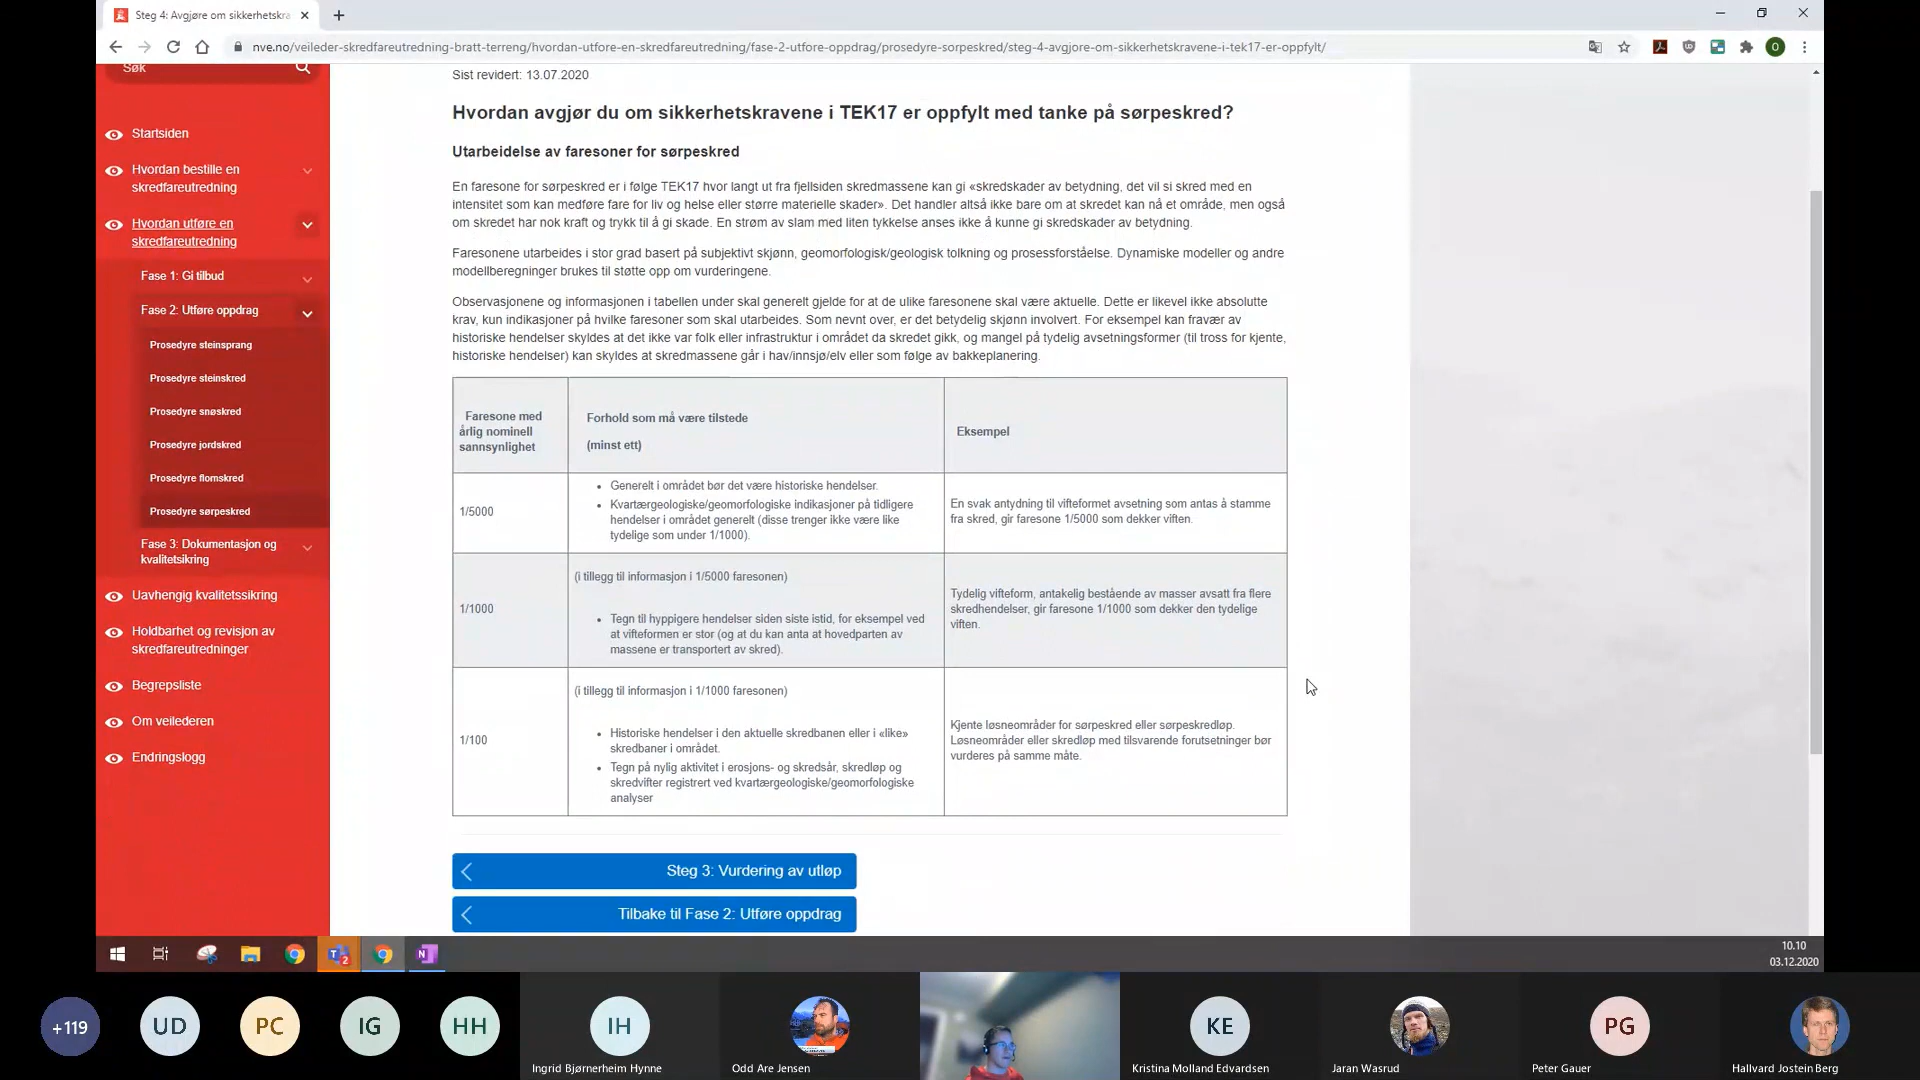 Steg 4: Avgjøre om sikkerhetskra
nve.no/veileder-skredfareutredning-bratt-terreng/hvordan-utfore-en-skredfareutredning/fase-2-utfore-oppdrag/prosedyre-sorpeskred/steg-4-avgjore-om-sikkerhetskravene-i-tek17-er-oppfylt/
O
Søk
Startsiden
Hvordan bestille en
skredfareutredning
Hvordan utføre en
skredfareutredning
Fase 1: Gi tilbud
Fase 2: Utføre oppdrag
Prosedyre steinsprang
Prosedyre steinskred
Prosedyre snøskred
Prosedyre jordskred
Prosedyre flomskred
Prosedyre sørpeskred
Fase 3: Dokumentasjon og
kvalitetsikring
Uavhengig kvalitetssikring
Holdbarhet og revisjon av
skredfareutredninger
Begrepsliste
Om veilederen
Endringslogg
Sist revidert: 13.07.2020
Hvordan avgjør du om sikkerhetskravene i TEK17 er oppfylt med tanke på sørpeskred?
Utarbeidelse av faresoner for sørpeskred
En faresone for sørpeskred er i følge TEK17 hvor langt ut fra fjellsiden skredmassene kan gi «skredskader av betydning, det vil si skred med en
intensitet som kan medføre fare for liv og helse eller større materielle skader». Det handler altså ikke bare om at skredet kan nå et område, men også
om skredet har nok kraft og trykk til å gi skade. En strøm av slam med liten tykkelse anses ikke å kunne gi skredskader av betydning.
Faresonene utarbeides i stor grad basert på subjektivt skjønn, geomorfologisk/geologisk tolkning og prosessforståelse. Dynamiske modeller og andre
modellberegninger brukes til støtte opp om vurderingene.
Observasjonene og informasjonen i tabellen under skal generelt gjelde for at de ulike faresonene skal være aktuelle. Dette er likevel ikke absolutte
krav, kun indikasjoner på hvilke faresoner som skal utarbeides. Som nevnt over, er det betydelig skjønn involvert. For eksempel kan fravær av
historiske hendelser skyldes at det ikke var folk eller infrastruktur i området da skredet gikk, og mangel på tydelig avsetningsformer (til tross for kjente,
historiske hendelser) kan skyldes at skredmassene går i hav/innsjø/elv eller som følge av bakkeplanering.
Faresone med
årlig nominell
sannsynlighet
Forhold som må være tilstede
(minst ett)
Eksempel
1/5000
Generelt i området bør det være historiske hendelser.
Kvartærgeologiske/geomorfologiske indikasjoner på tidligere
hendelser i området generelt (disse trenger ikke være like
tydelige som under 1/1000).
En svak antydning til vifteformet avsetning som antas å stamme
fra skred, gir faresone 1/5000 som dekker viften.
1/1000
(i tillegg til informasjon i 1/5000 faresonen)
Tegn til hyppigere hendelser siden siste istid, for eksempel ved
at vifteformen er stor (og at du kan anta at hovedparten av
massene er transportert av skred).
Tydelig vifteform, antakelig bestående av masser avsatt fra flere
skredhendelser, gir faresone 1/1000 som dekker den tydelige
viften.
1/100
(i tillegg til informasjon i 1/1000 faresonen)
Historiske hendelser i den aktuelle skredbanen eller i «like»
skredbaner i området.
Tegn på nylig aktivitet i erosjons- og skredsår, skredløp og
skredvifter registrert ved kvartærgeologiske/geomorfologiske
analyser
Kjente løsneområder for sørpeskred eller sørpeskredløp.
Løsneområder eller skredløp med tilsvarende forutsetninger bør
vurderes på samme måte.
Steg 3: Vurdering av utløp
Tilbake til Fase 2: Utføre oppdrag
10.10
03.12.2020
+119
UD
PC
IG
HH
IH
KE
PG
Ingrid Bjørnerheim Hynne
Odd Are Jensen
Kristina Molland Edvardsen
Jaran Wasrud
Peter Gauer
Hallvard Jostein Berg